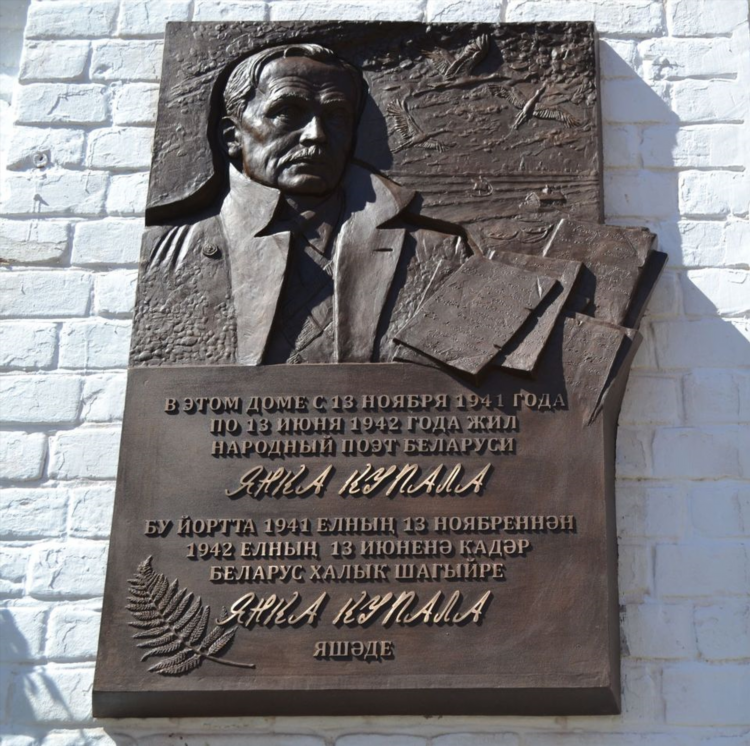 В ЭТОМ ДОМЕ С 13 НОЯБРЯ 1941 ГОДА
ПО 13 ИЮНЯ 1942 ГОДА ЖИЛ
НАРОДНЫЙ ПОЭТ БЕЛАРУСИ
ЯНКА КУПАЛА
БУ ЙОРТТА 1941 ЕЛНЫҢ 13 НОЯБРЕННӘН
1942 ЕЛНЫҢ 13 ИЮНЕНӘ КАДӘР
БЕЛАРУС ХАЛЫК ШАГЫЙРЕ
ЯНКА КУПАЛА
ЯШӘДЕ